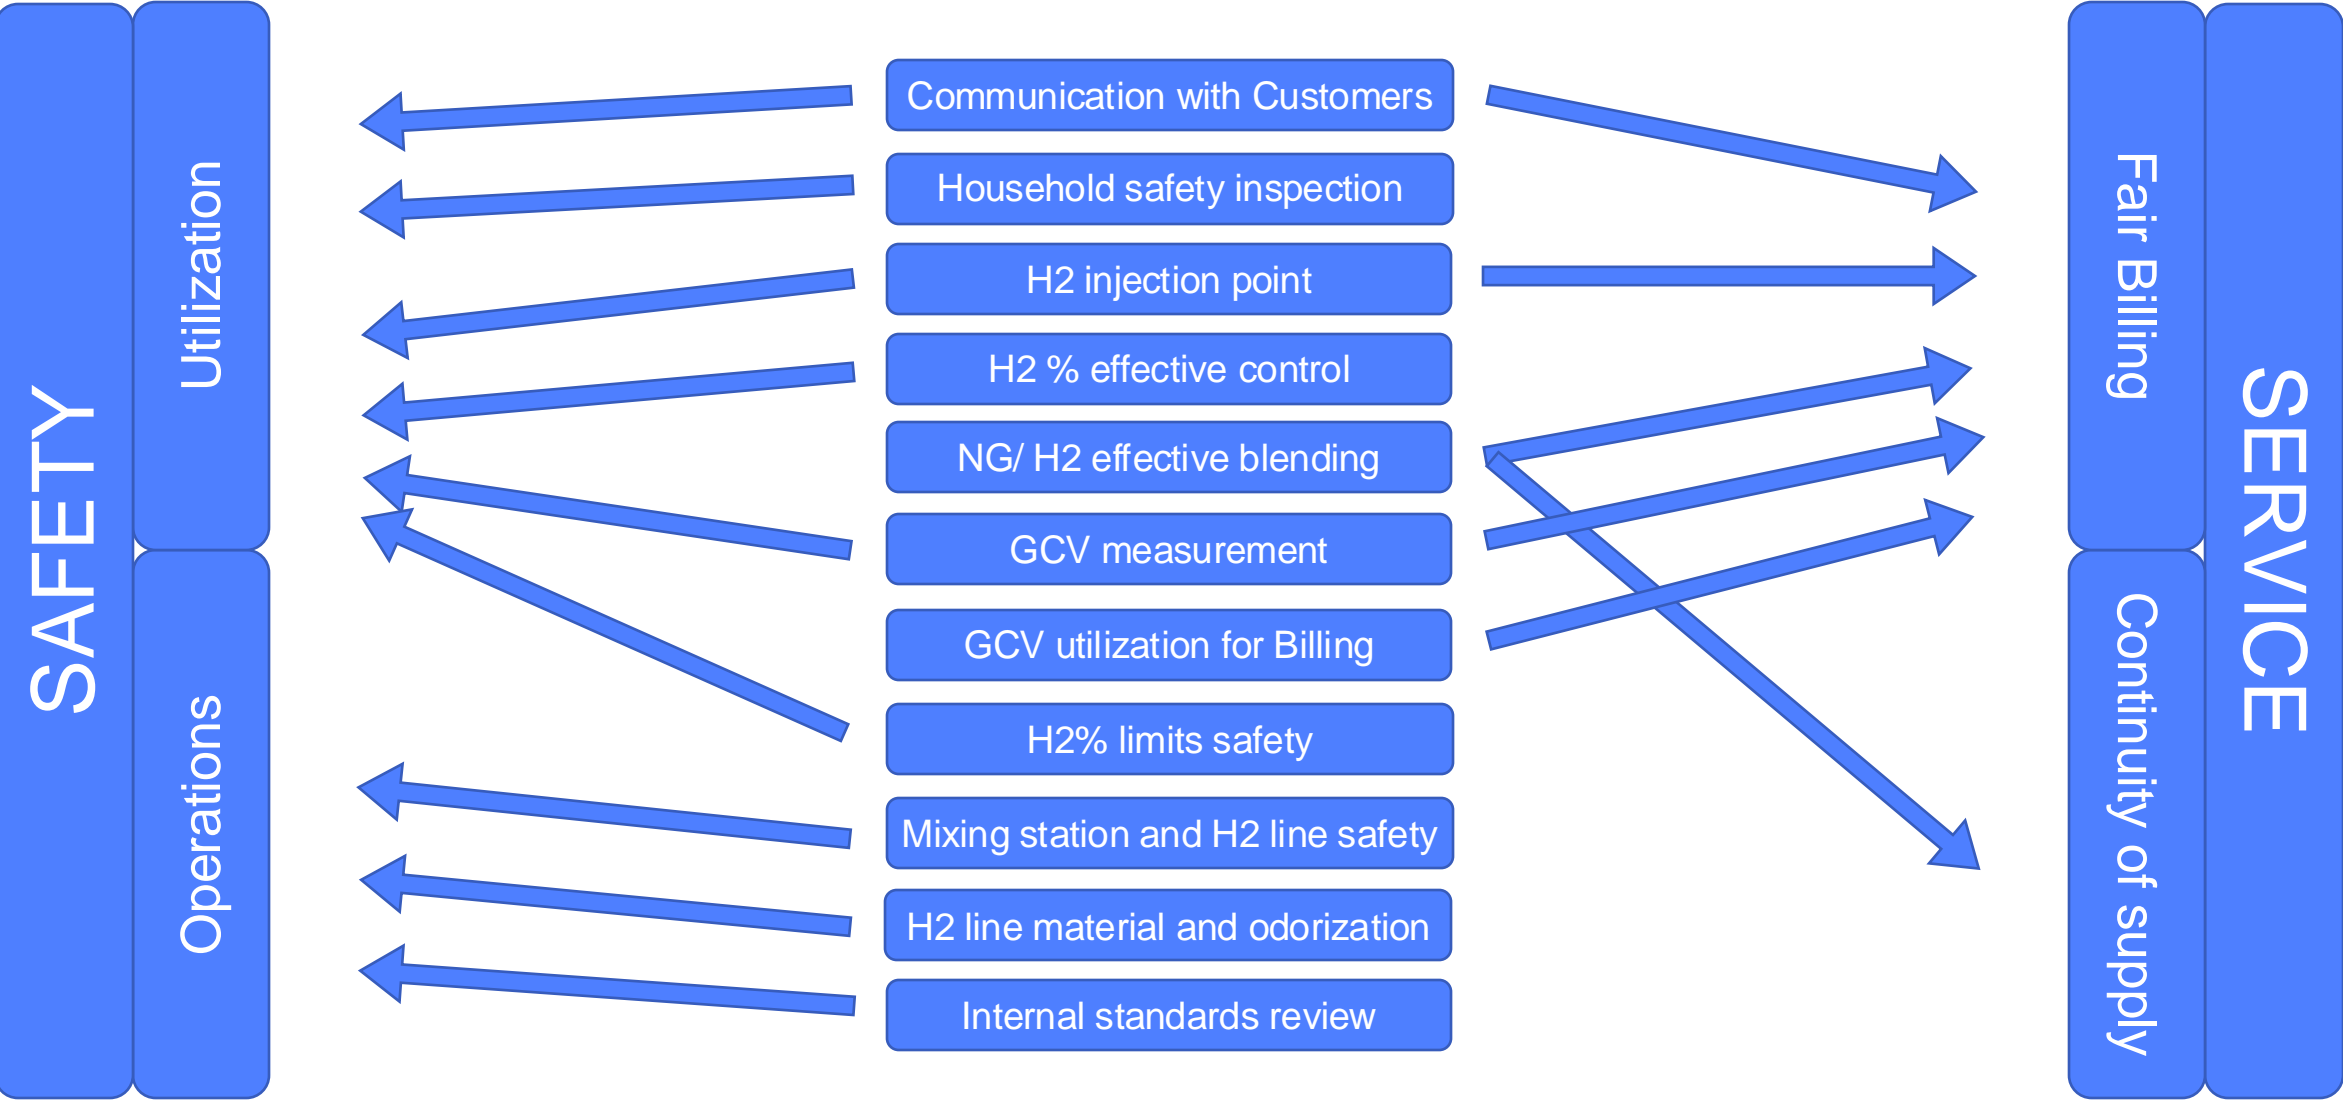 SAFETY
Utilization
Operations
Communication with Customers
Household safety inspection
H2 injection point
H2 % effective control
NG/ H2 effective blending
GCV measurement
GCV utilization for Billing
H2% limits safety
Mixing station and H2 line safety
H2 line material and odorization
Internal standards review
Fair Billing
Continuity of supply
SERVICE